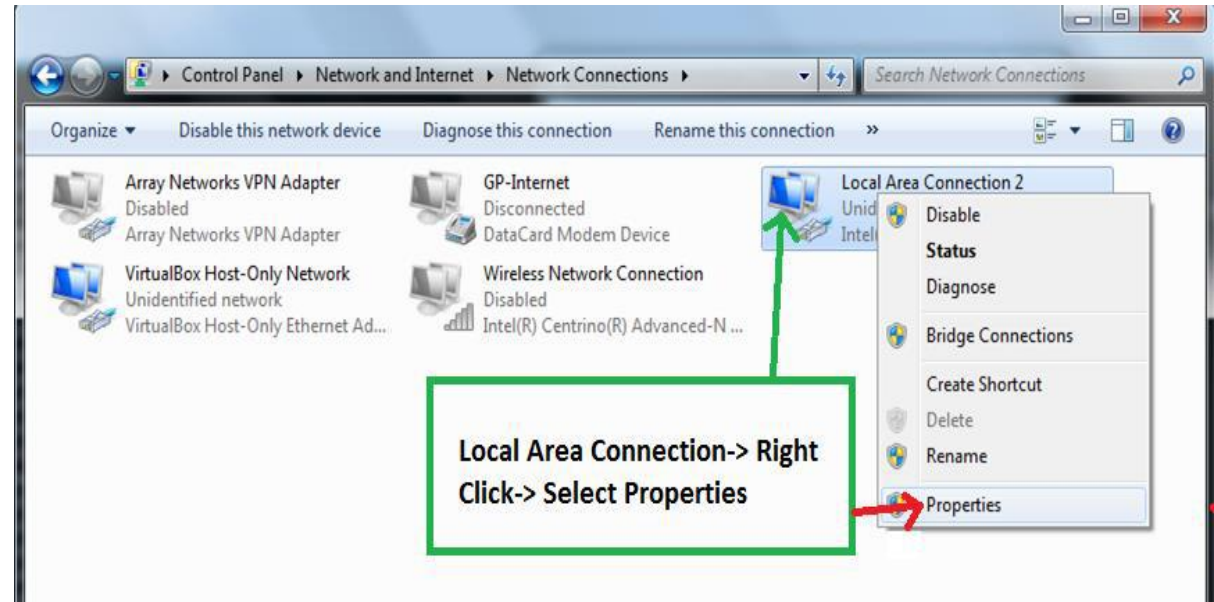 Control Panel ▸ Network and Internet ▸ Network Connections ▸
Search Network Connections
Organize ▾ Disable this network device Diagnose this connection Rename this connection »
Array Networks VPN Adapter
Disabled
Array Networks VPN Adapter
GP-Internet
Disconnected
DataCard Modem Device
Local Area Connection 2
Unid
Intel
VirtualBox Host-Only Network
Unidentified network
VirtualBox Host-Only Ethernet Ad...
Wireless Network Connection
Disabled
Intel(R) Centrino(R) Advanced-N ...
Disable
Status
Diagnose
Bridge Connections
Create Shortcut
Delete
Rename
Properties
Local Area Connection-> Right
Click-> Select Properties